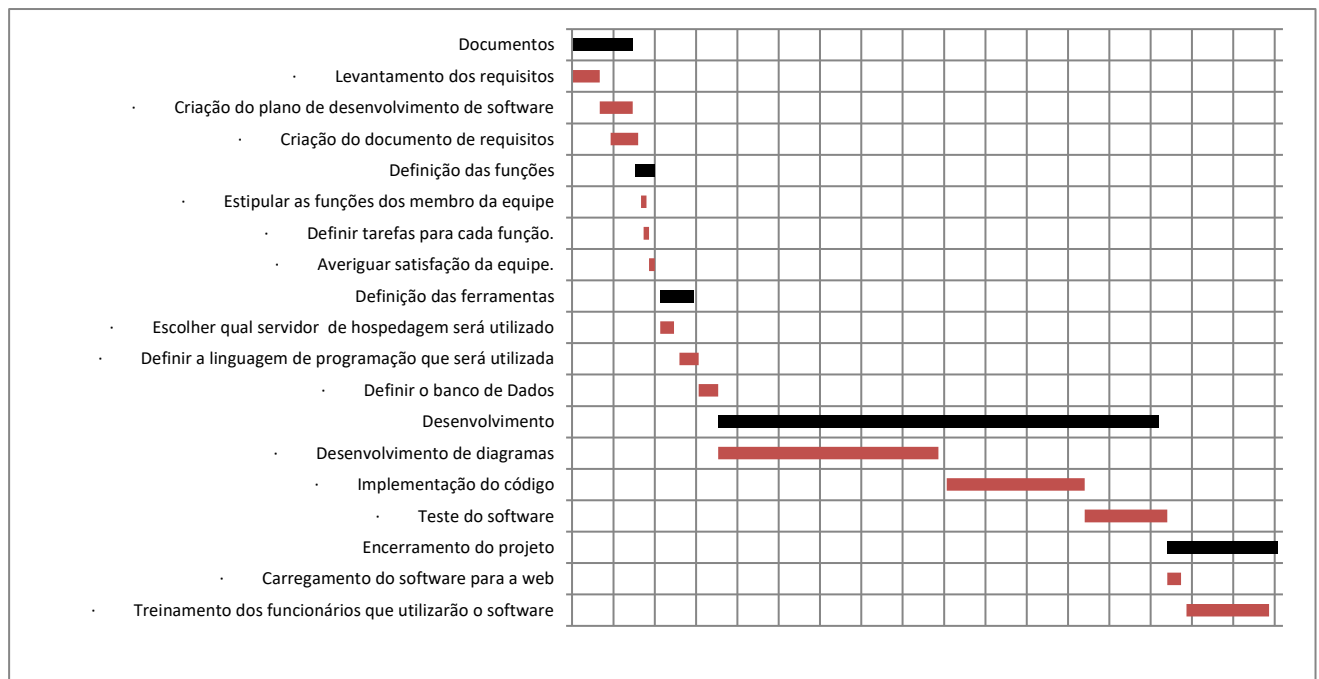 Documentos
· Levantamento dos requisitos
· Criação do plano de desenvolvimento de software
· Criação do documento de requisitos
Definição das funções
· Estipular as funções dos membro da equipe
· Definir tarefas para cada função.
· Averiguar satisfação da equipe.
Definição das ferramentas
· Escolher qual servidor  de hospedagem será utilizado
· Definir a linguagem de programação que será utilizada
· Definir o banco de Dados
Desenvolvimento
· Desenvolvimento de diagramas
· Implementação do código
· Teste do software
Encerramento do projeto
· Carregamento do software para a web
· Treinamento dos funcionários que utilizarão o software